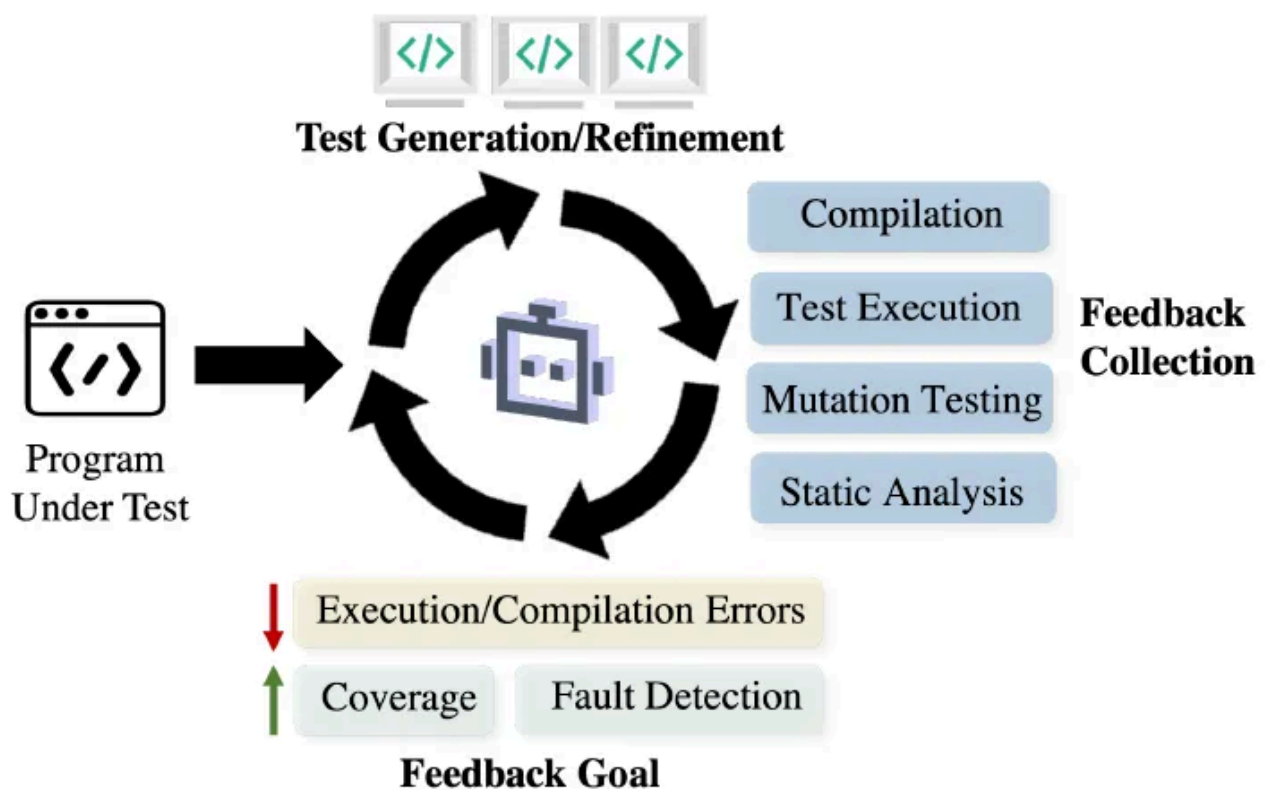 </>
</>
</>
Test Generation/Refinement
Compilation
Test Execution
Mutation Testing
Static Analysis
Feedback
Collection
</>
Program
Under Test
Execution/Compilation Errors
Coverage
Fault Detection
Feedback Goal